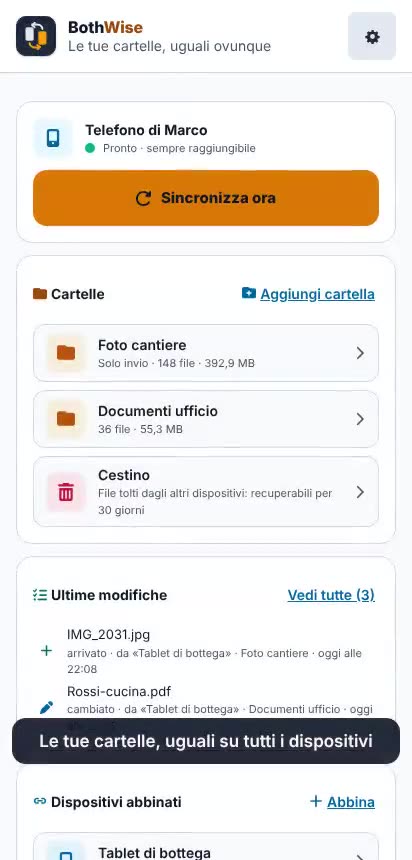 BothWise
Le tue cartelle, uguali ovunque
Telefono di Marco
Pronto · sempre raggiungibile
Sincronizza ora
Cartelle
Aggiungi cartella
Foto cantiere
Solo invio · 148 file · 392,9 MB
Documenti ufficio
36 file · 55,3 MB
Cestino
File tolti dagli altri dispositivi: recuperabili per
30 giorni
Ultime modifiche
Vedi tutte (3)
IMG_2031.jpg
arrivato · da «Tablet di bottega» · Foto cantiere · oggi alle
22:08
Rossi-cucina.pdf
cambiato · da «Tablet di bottega» · Documenti ufficio · oggi
Le tue cartelle, uguali su tutti i dispositivi
Dispositivi abbinati
Abbina
Tablet di bottega